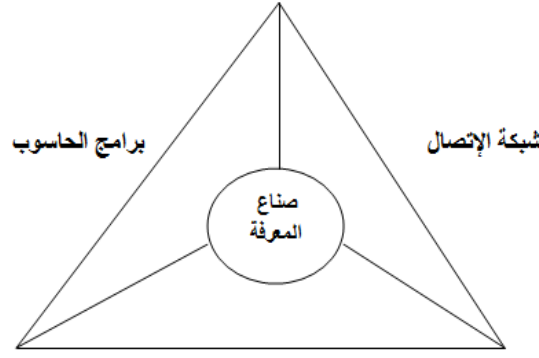 شبكة الإتصال
برامج الحاسوب
صناع
المعرفة